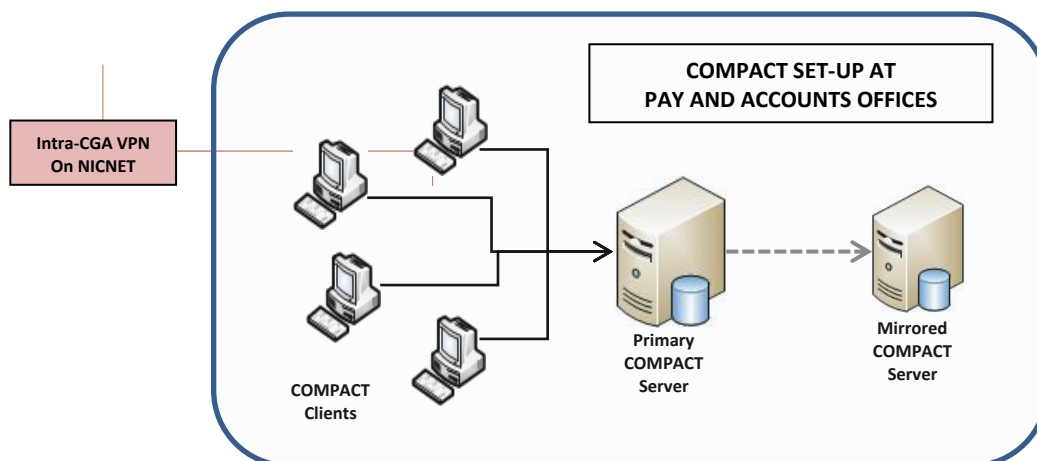 COMPACT SET-UP AT
PAY AND ACCOUNTS OFFICES
Intra-CGA VPN
On NICNET
COMPACT
Clients
Primary
COMPACT
Server
Mirrored
COMPACT
Server